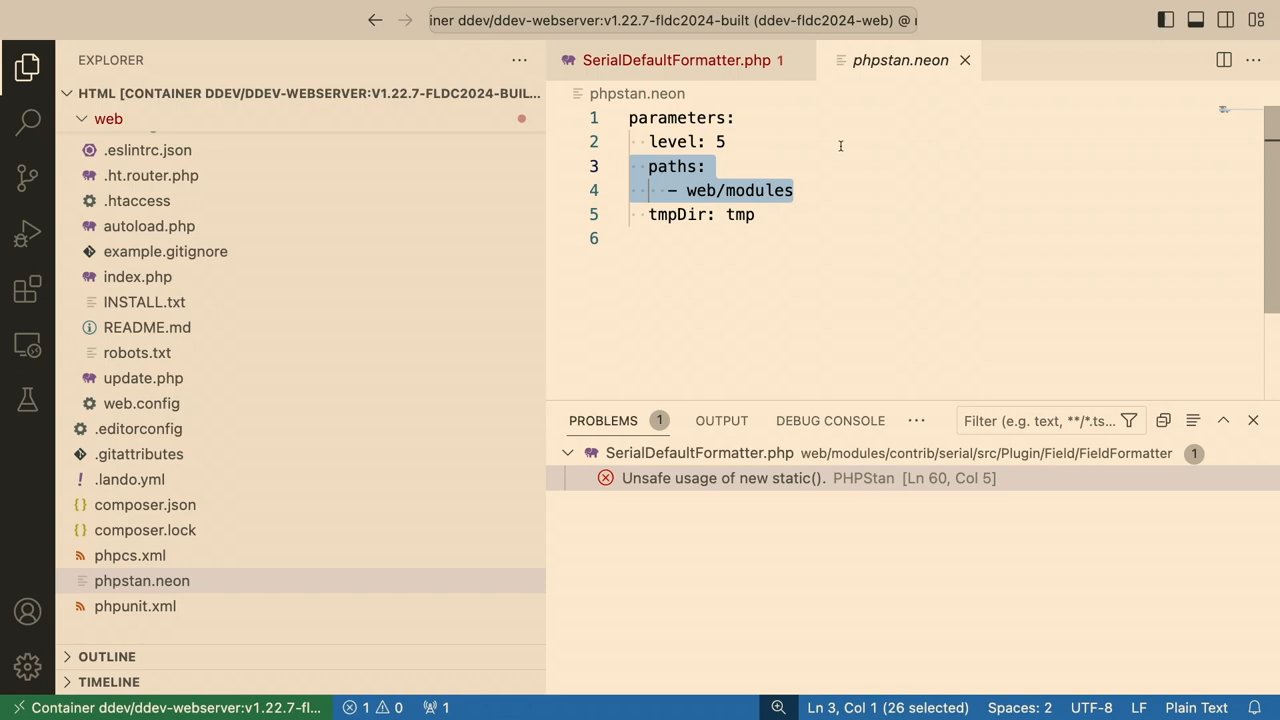 iner ddev/ddev-webserver:v1.22.7-fldc2024-built (ddev-fldc2024-web) @
EXPLORER
HTML [CONTAINER DDEV/DDEV-WEBSERVER:V1.22.7-FLDC2024-BUIL...
web
.eslintrc.json
.ht.router.php
.htaccess
autoload.php
example.gitignore
index.php
INSTALL.txt
README.md
robots.txt
update.php
web.config
.editorconfig
.gitattributes
.lando.yml
composer.json
composer.lock
phpcs.xml
phpstan.neon
phpunit.xml
OUTLINE
TIMELINE
SerialDefaultFormatter.php 1
phpstan.neon
phpstan.neon
1 parameters:
2 level: 5
3 paths:
4 - web/modules
5 tmpDir: tmp
6
PROBLEMS 1 OUTPUT DEBUG CONSOLE ... Filter (e.g. text, **/*.ts...
SerialDefaultFormatter.php web/modules/contrib/serial/src/Plugin/Field/FieldFormatter 1
Unsafe usage of new static(). PHPStan [Ln 60, Col 5]
Container ddev/ddev-webserver:v1.22.7-fl... 1 0 1 Ln 3, Col 1 (26 selected) Spaces: 2 UTF-8 LF Plain Text